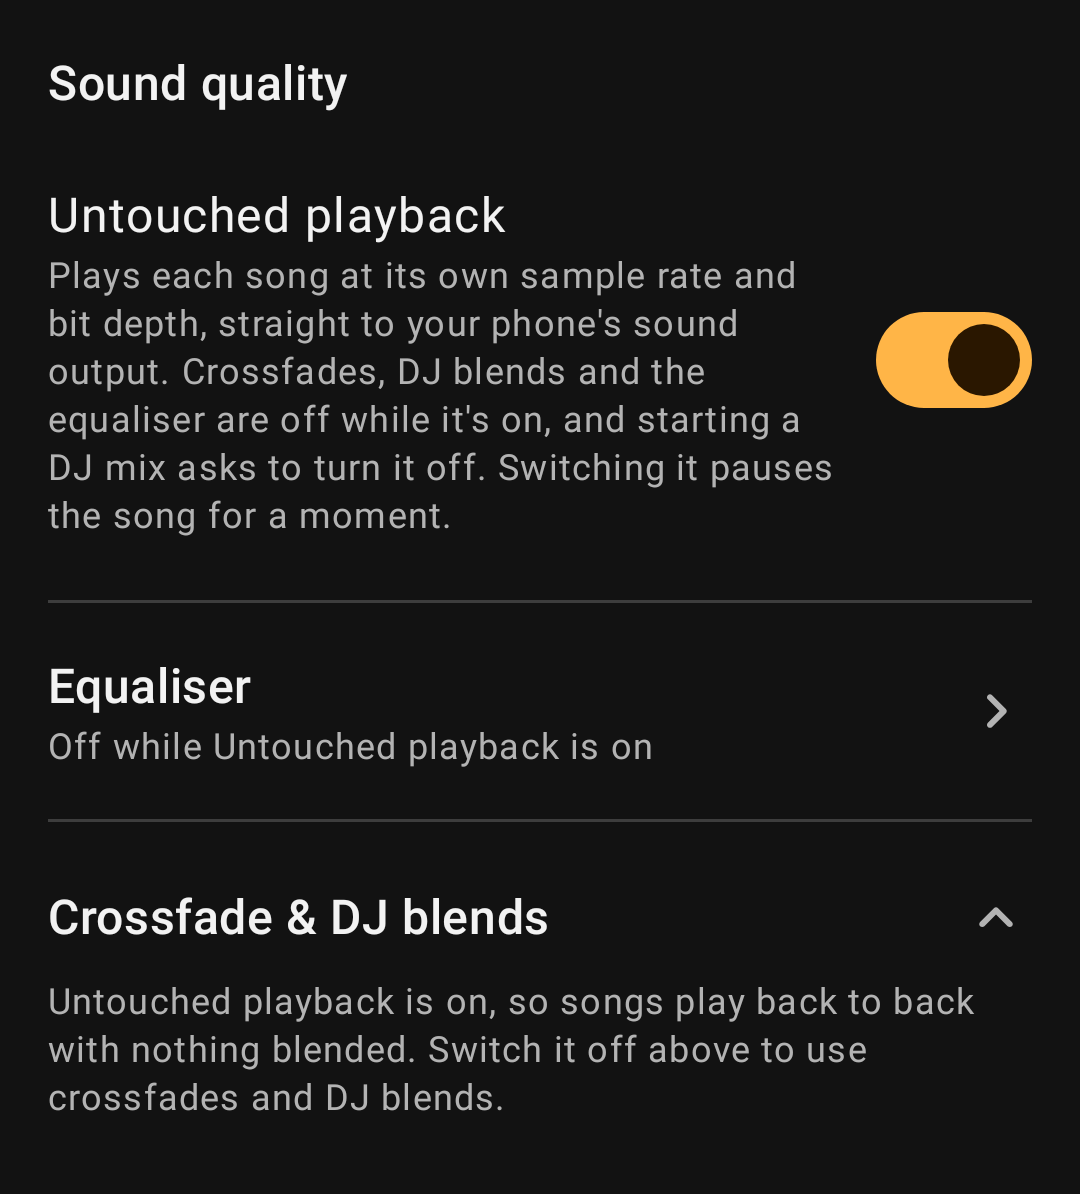 Sound quality
Untouched playback
Plays each song at its own sample rate and
bit depth, straight to your phone's sound
output. Crossfades, DJ blends and the
equaliser are off while it's on, and starting a
DJ mix asks to turn it off. Switching it pauses
the song for a moment.
Equaliser
Off while Untouched playback is on
Crossfade & DJ blends
Untouched playback is on, so songs play back to back
with nothing blended. Switch it off above to use
crossfades and DJ blends.